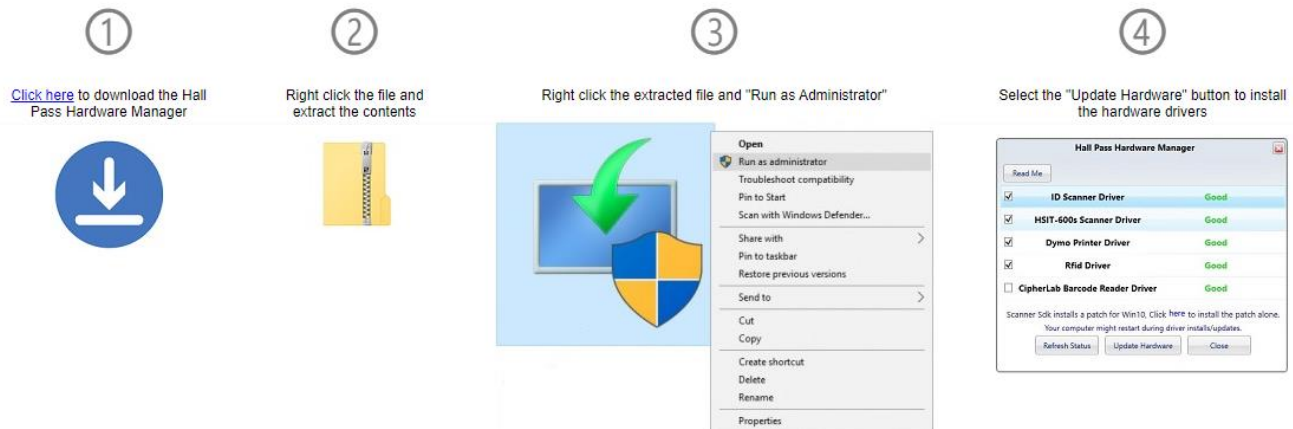 1
2
3
4
Click here to download the Hall
Pass Hardware Manager
Right click the file and
extract the contents
Right click the extracted file and "Run as Administrator"
Select the "Update Hardware" button to install
the hardware drivers
Open
Run as administrator
Troubleshoot compatibility
Pin to Start
Scan with Windows Defender...
Share with
Pin to taskbar
Restore previous versions
Send to
Cut
Copy
Create shortcut
Delete
Rename
Properties
Hall Pass Hardware Manager
Read Me
ID Scanner Driver Good
HSIT-600s Scanner Driver Good
Dymo Printer Driver Good
Rfid Driver Good
CipherLab Barcode Reader Driver Good
Scanner Sdk installs a patch for Win10, Click here to install the patch alone.
Your computer might restart during driver installs/updates.
Refresh Status Update Hardware Close